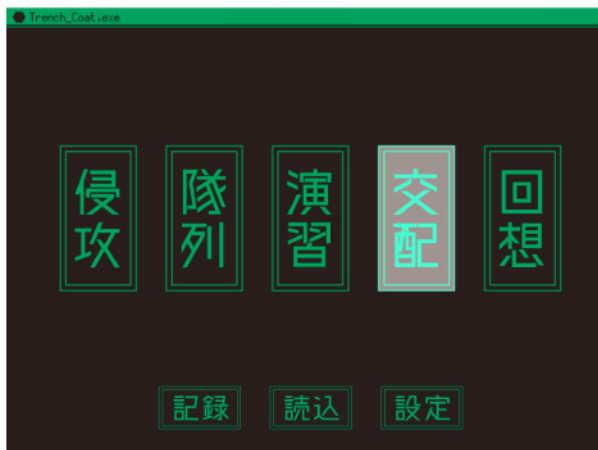 Trench_Coat.exe
侵攻
隊列
演習
交配
回想
記録
読込
設定